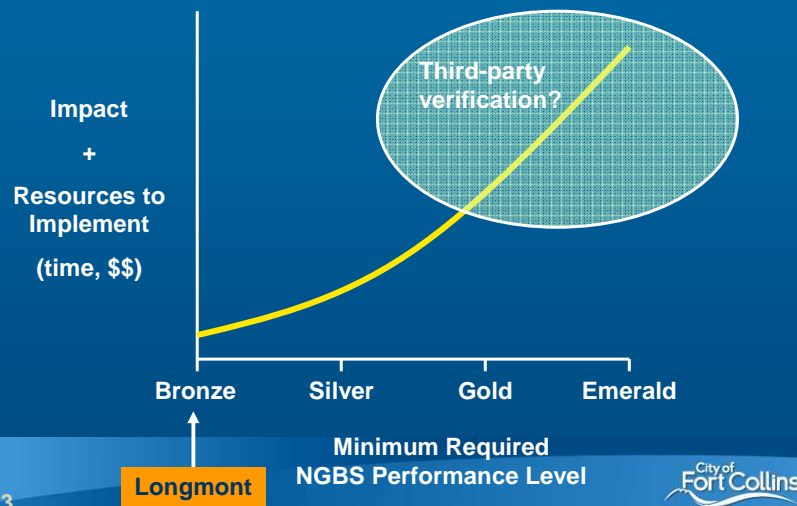 Third-party
verification?
Impact
+
Resources to
Implement
(time, $$)
Bronze Silver Gold Emerald
Minimum Required
NGBS Performance Level
Longmont
City of
Fort Collins
3